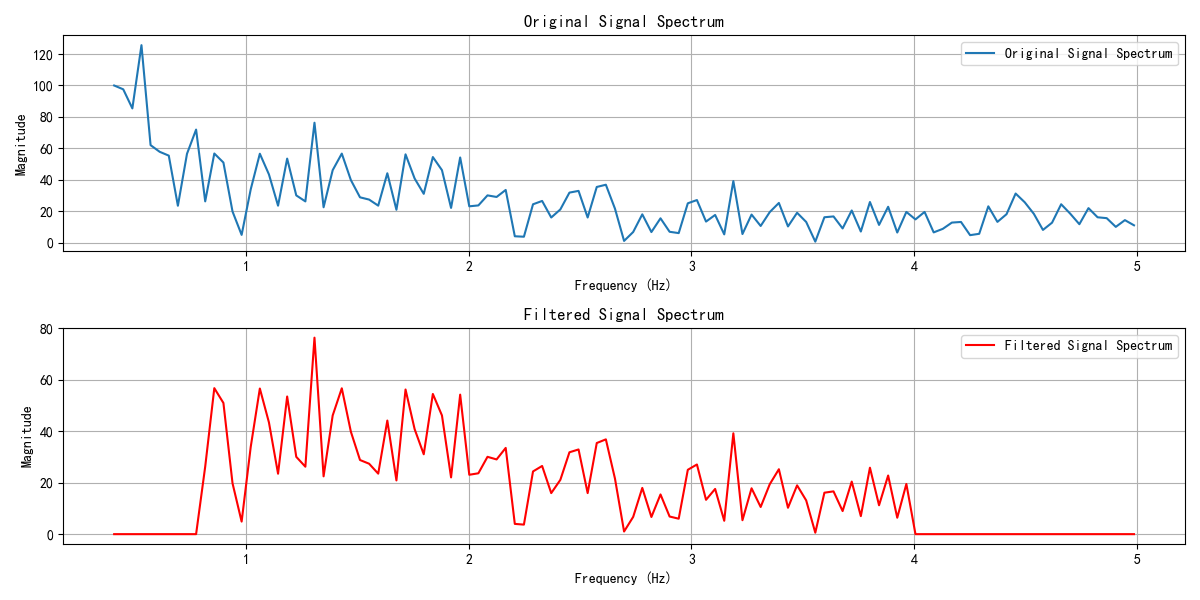 Original Signal Spectrum
Original Signal Spectrum
Magnitude
120
100
80
60
40
20
0
1 2 3 4 5
Frequency (Hz)
Filtered Signal Spectrum
Filtered Signal Spectrum
Magnitude
80
60
40
20
0
1 2 3 4 5
Frequency (Hz)